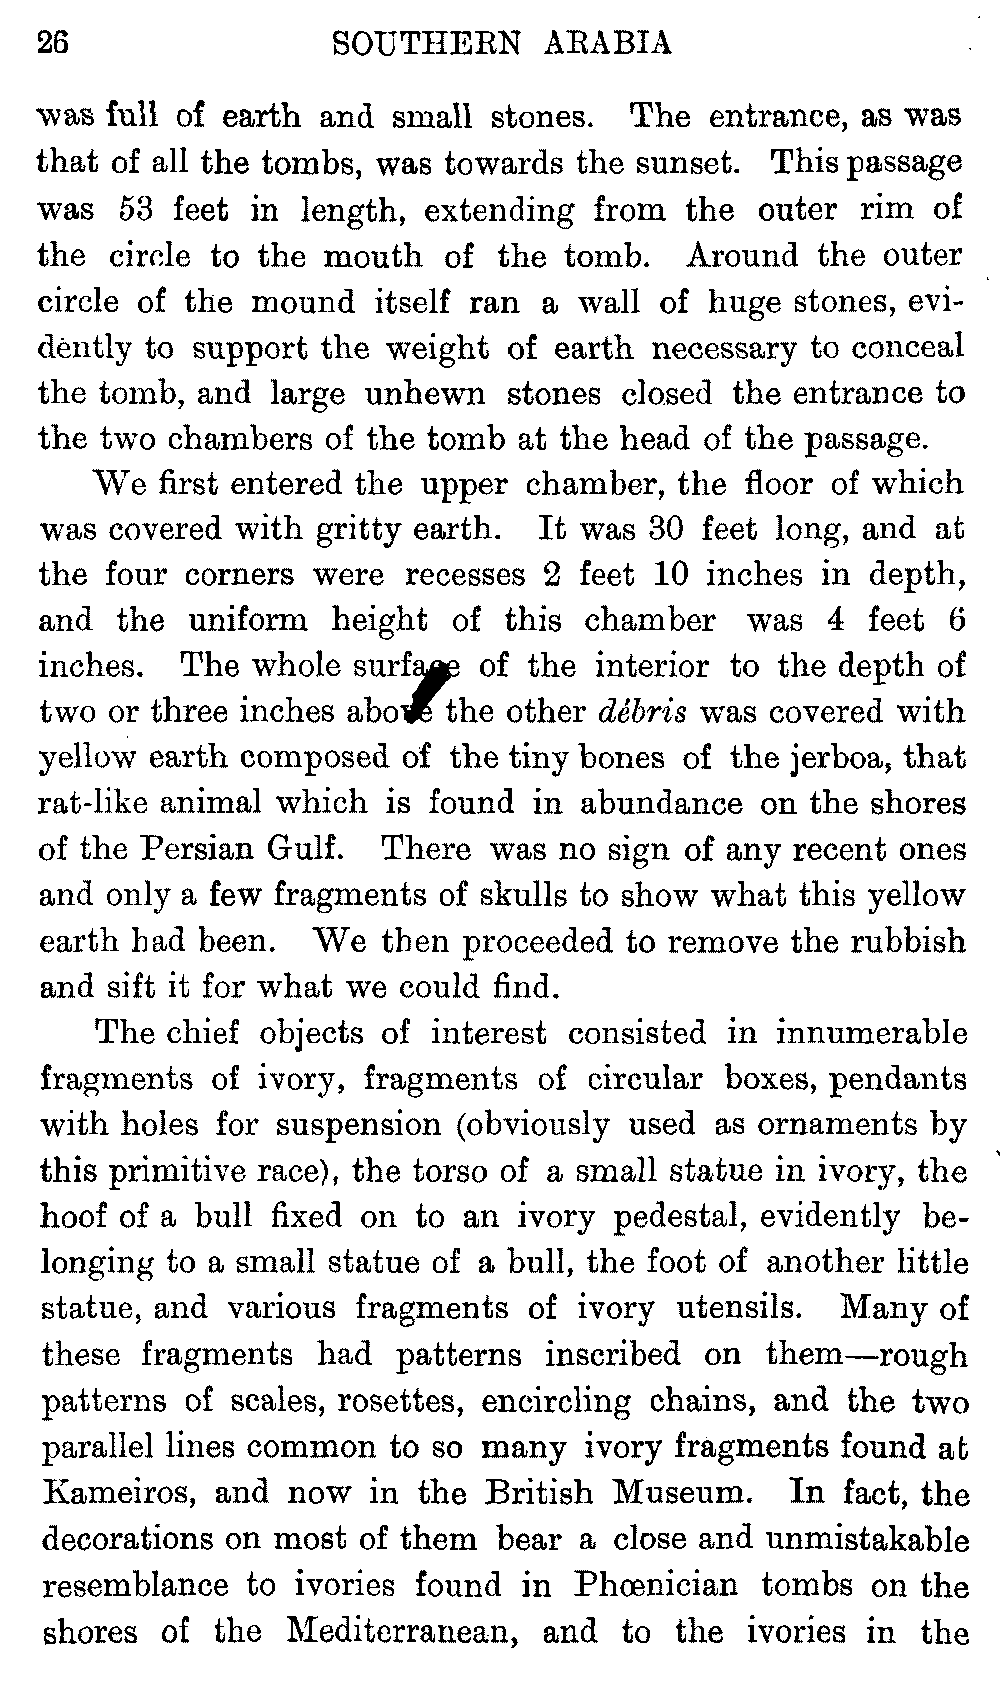 26 SOUTHERN ARABIA
was full of earth and small stones. The entrance, as was
that of all the tombs, was towards the sunset. This passage
was 53 feet in length, extending from the outer rim of
the circle to the mouth of the tomb. Around the outer
circle of the mound itself ran a wall of huge stones, evi-
dently to support the weight of earth necessary to conceal
the tomb, and large unhewn stones closed the entrance to
the two chambers of the tomb at the head of the passage.
We first entered the upper chamber, the floor of which
was covered with gritty earth. It was 30 feet long, and at
the four corners were recesses 2 feet 10 inches in depth,
and the uniform height of this chamber was 4 feet 6
inches. The whole surface of the interior to the depth of
two or three inches above the other débris was covered with
yellow earth composed of the tiny bones of the jerboa, that
rat-like animal which is found in abundance on the shores
of the Persian Gulf. There was no sign of any recent ones
and only a few fragments of skulls to show what this yellow
earth had been. We then proceeded to remove the rubbish
and sift it for what we could find.
The chief objects of interest consisted in innumerable
fragments of ivory, fragments of circular boxes, pendants
with holes for suspension (obviously used as ornaments by
this primitive race), the torso of a small statue in ivory, the
hoof of a bull fixed on to an ivory pedestal, evidently be-
longing to a small statue of a bull, the foot of another little
statue, and various fragments of ivory utensils. Many of
these fragments had patterns inscribed on them—rough
patterns of scales, rosettes, encircling chains, and the two
parallel lines common to so many ivory fragments found at
Kameiros, and now in the British Museum. In fact, the
decorations on most of them bear a close and unmistakable
resemblance to ivories found in Phœnician tombs on the
shores of the Mediterranean, and to the ivories in the